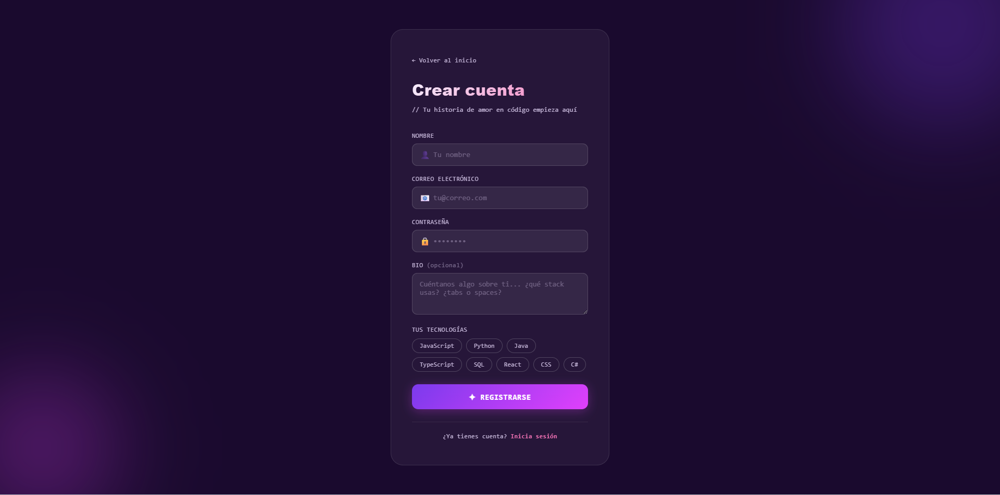 ← Volver al inicio
Crear cuenta
// Tu historia de amor en código empieza aquí
NOMBRE
Tu nombre
CORREO ELECTRÓNICO
tu@correo.com
CONTRASEÑA
••••••••
BIO (opcional)
Cuéntanos algo sobre ti... ¿qué stack
usas? ¿tabs o spaces?
TUS TECNOLOGÍAS
JavaScript Python Java
TypeScript SQL React CSS C#
✦ REGISTRARSE
¿Ya tienes cuenta? Inicia sesión